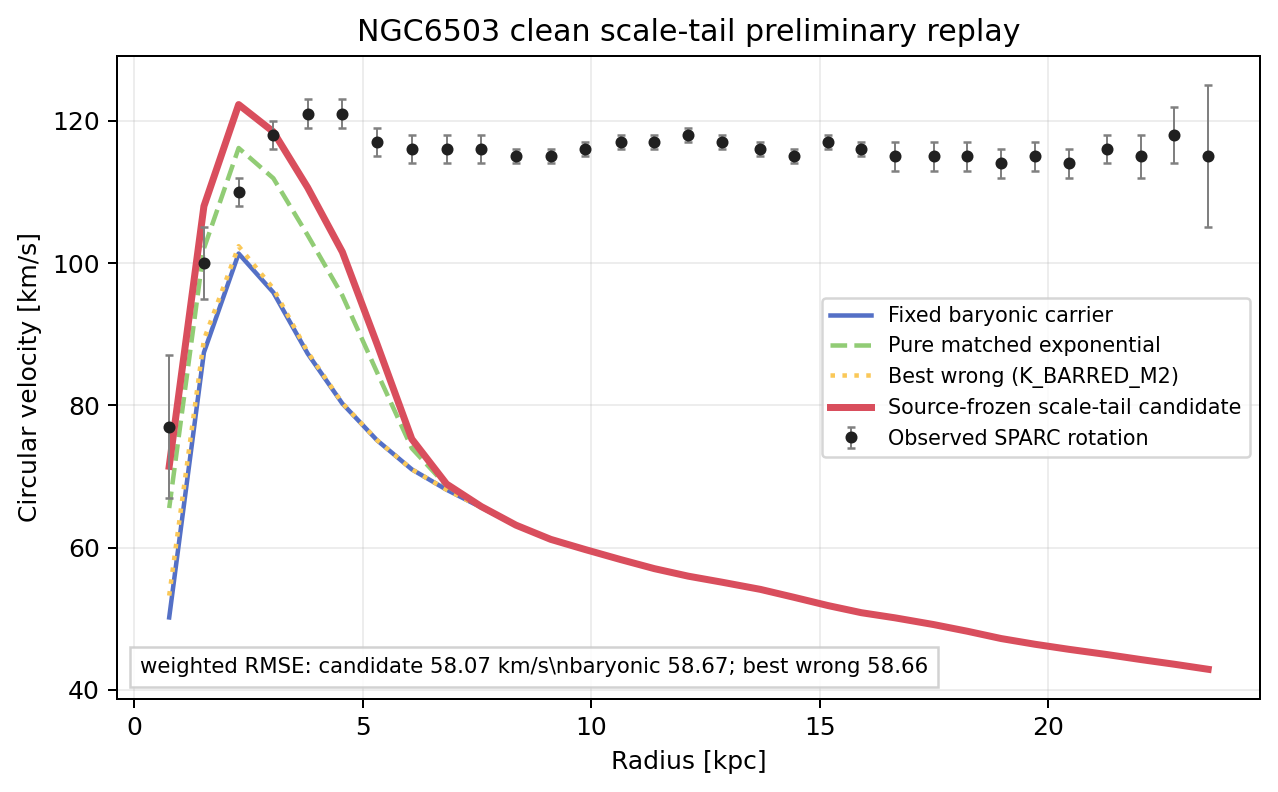 NGC6503 clean scale-tail preliminary replay
Circular velocity [km/s]
120
100
80
60
40
Fixed baryonic carrier
Pure matched exponential
Best wrong (K_BARRED_M2)
Source-frozen scale-tail candidate
Observed SPARC rotation
weighted RMSE: candidate 58.07 km/s\nbaryonic 58.67; best wrong 58.66
0 5 10 15 20
Radius [kpc]